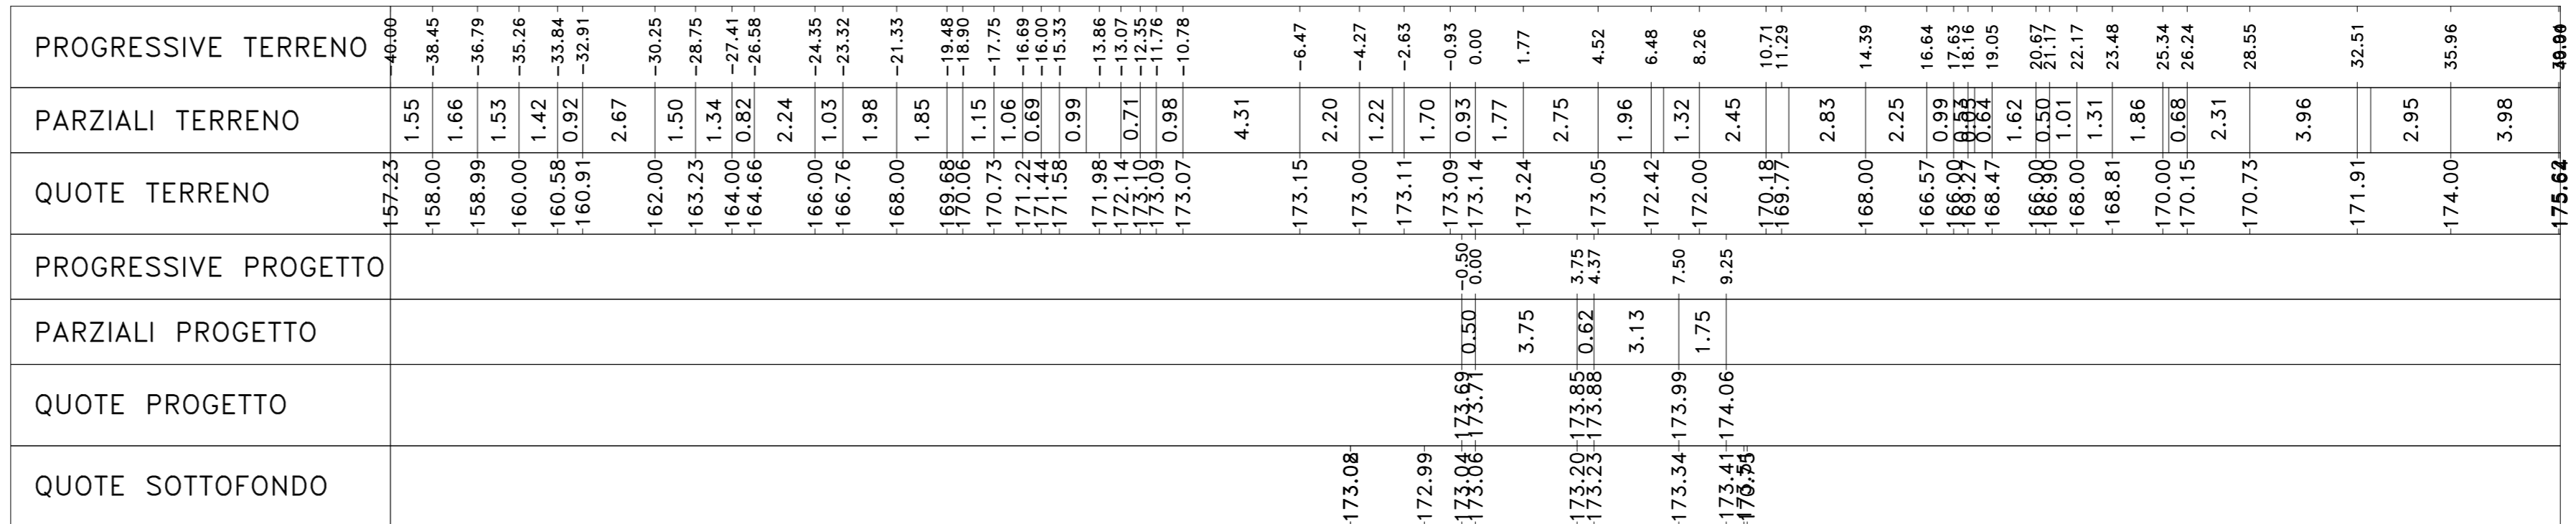 PROGRESSIVE TERRENO -40.00 -38.45 -36.79 -35.26 -33.84 -32.91 -30.25 -28.75 -27.41 -26.58 -24.35 -23.32 -21.33 -19.48 -18.90 -17.75 -16.69 -16.00 -15.33 -13.86 -13.07 -12.35 -11.76 -10.78 -6.47 -4.27 -2.63 -0.93 0.00 1.77 4.52 6.48 8.26 10.71 11.29 14.39 16.64 17.63 18.16 19.05 20.67 21.17 22.17 23.48 25.34 26.24 28.55 32.51 35.96
PARZIALI TERRENO 1.55 1.66 1.53 1.42 0.92 2.67 1.50 1.34 0.82 2.24 1.03 1.98 1.85 1.15 1.06 0.69 0.99 0.71 0.98 4.31 2.20 1.22 1.70 0.93 1.77 2.75 1.96 1.32 2.45 2.83 2.25 0.99 0.53 0.64 1.62 0.50 1.01 1.31 1.86 0.68 2.31 3.96 2.95 3.98
QUOTE TERRENO 157.23 158.00 158.99 160.00 160.58 160.91 162.00 163.23 164.00 164.66 166.00 166.76 168.00 169.68 170.06 170.73 171.22 171.44 171.58 171.98 172.14 173.10 173.09 173.07 173.15 173.00 173.11 173.09 173.14 173.24 173.05 172.42 172.00 170.18 169.77 168.00 166.57 166.00 169.27 168.47 166.00 166.90 168.00 168.81 170.00 170.15 170.73 171.91 174.00
PROGRESSIVE PROGETTO -0.50 0.00 3.75 4.37 7.50 9.25
PARZIALI PROGETTO 0.50 3.75 0.62 3.13 1.75
QUOTE PROGETTO 173.69 173.71 173.85 173.88 173.99 174.06
QUOTE SOTTOFONDO 172.99 173.04 173.06 173.20 173.23 173.34 173.41